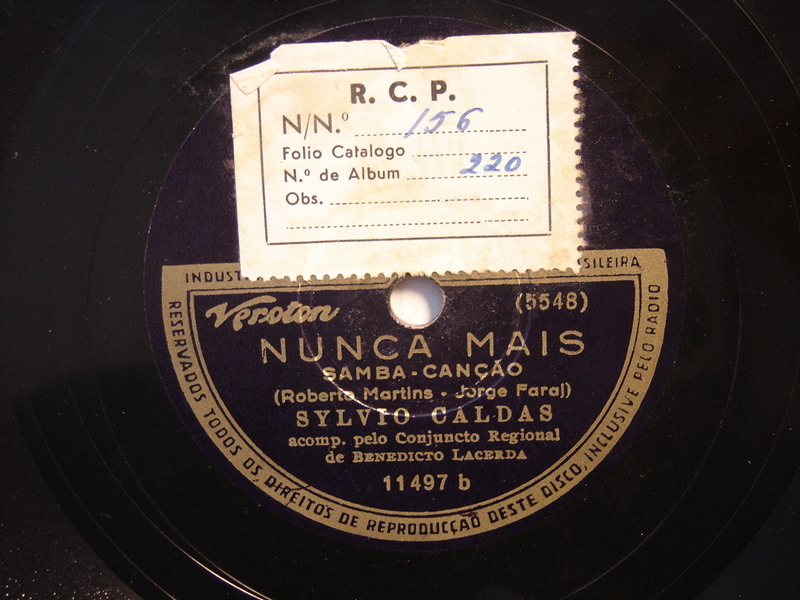 R. C. P.
N/N.º 156
Folio Catalogo
N.º de Album 220
Obs.
INDUST SILEIRA
Veroton (5548)
NUNCA MAIS
SAMBA-CANÇÃO
(Roberto Martins - Jorge Faraj)
SYLVIO CALDAS
acomp. pelo Conjuncto Regional
de BENEDICTO LACERDA
11497 b
RESERVADOS TODOS OS DIREITOS DE REPRODUCÇÃO DESTE DISCO, INCLUSIVE PELO RADIO